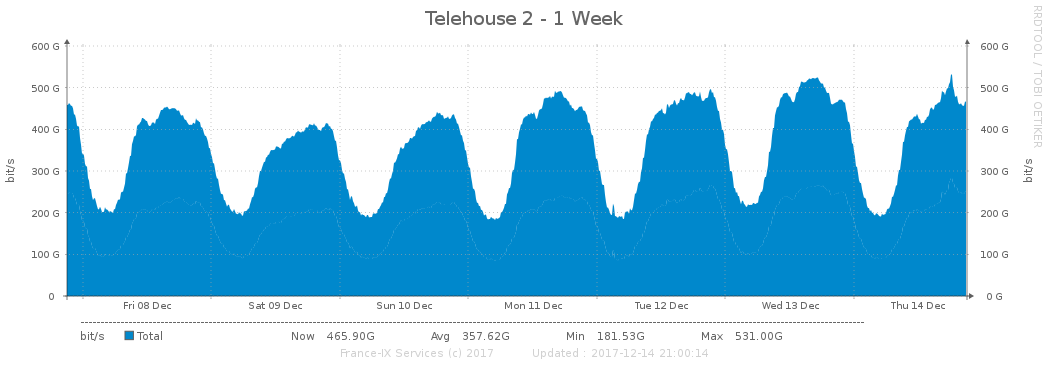 Telehouse 2 - 1 Week
RRDTOOL / TOBI OETIKER
bit/s
600 G
500 G
400 G
300 G
200 G
100 G
0
600 G
500 G
400 G
300 G
200 G
100 G
0 G
bit/s
Fri 08 Dec Sat 09 Dec Sun 10 Dec Mon 11 Dec Tue 12 Dec Wed 13 Dec Thu 14 Dec
bit/s Total Now 465.90G Avg 357.62G Min 181.53G Max 531.00G
France-IX Services (c) 2017 Updated : 2017-12-14 21:00:14